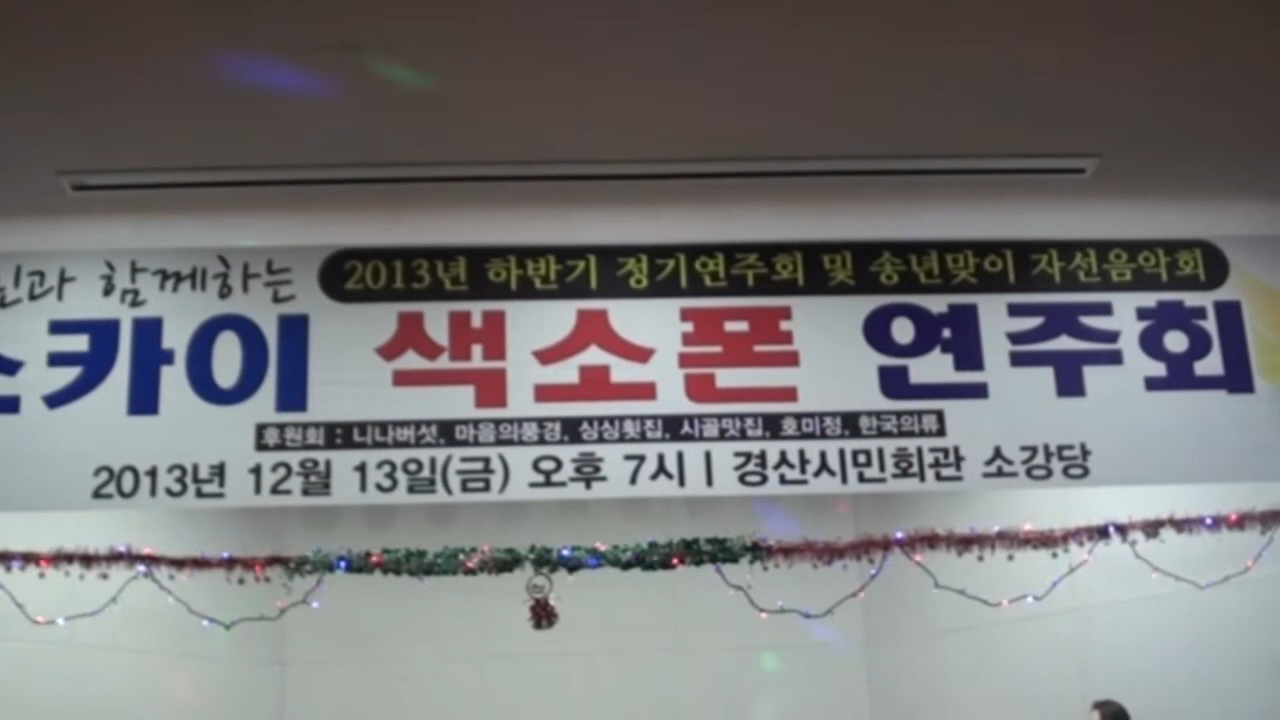 함께하는 2013년 하반기 정기연주회 및 송년맞이 자선음악회
스카이 색소폰 연주회
후원회 : 니나버섯, 마음의풍경, 싱싱횟집, 시골맛집, 호미정, 한국의류
2013년 12월 13일(금) 오후 7시 | 경산시민회관 소강당